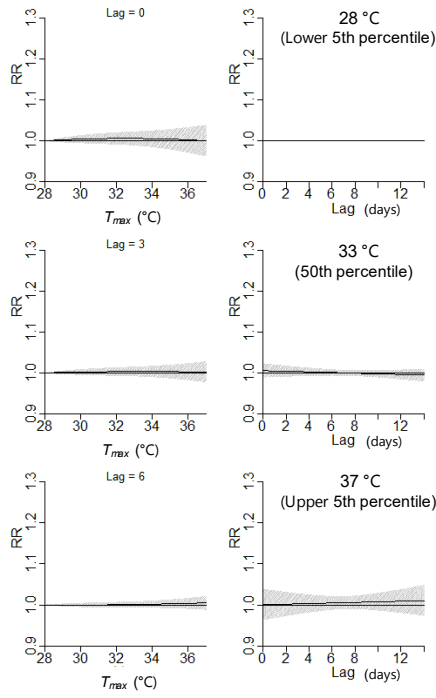 Lag = 0
RR
0.9 1.0 1.1 1.2 1.3
28 30 32 34 36
Tmax (°C)
28 °C
(Lower 5th percentile)
RR
0.9 1.0 1.1 1.2 1.3
0 2 4 6 8 12
Lag (days)
Lag = 3
RR
0.9 1.0 1.1 1.2 1.3
28 30 32 34 36
Tmax (°C)
33 °C
(50th percentile)
RR
0.9 1.0 1.1 1.2 1.3
0 2 4 6 8 12
Lag (days)
Lag = 6
RR
0.9 1.0 1.1 1.2 1.3
28 30 32 34 36
Tmax (°C)
37 °C
(Upper 5th percentile)
RR
0.9 1.0 1.1 1.2 1.3
0 2 4 6 8 12
Lag (days)